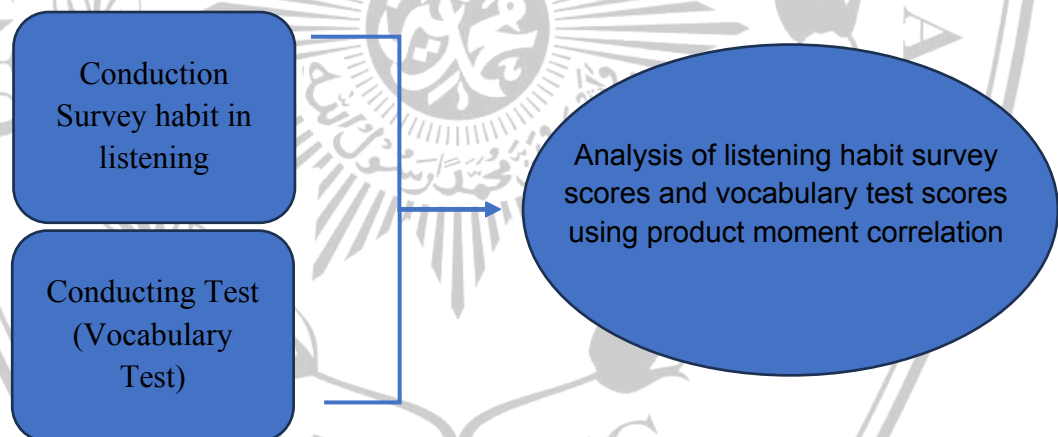 Conduction
Survey habit in
listening
Conducting Test
(Vocabulary
Test)
Analysis of listening habit survey
scores and vocabulary test scores
using product moment correlation